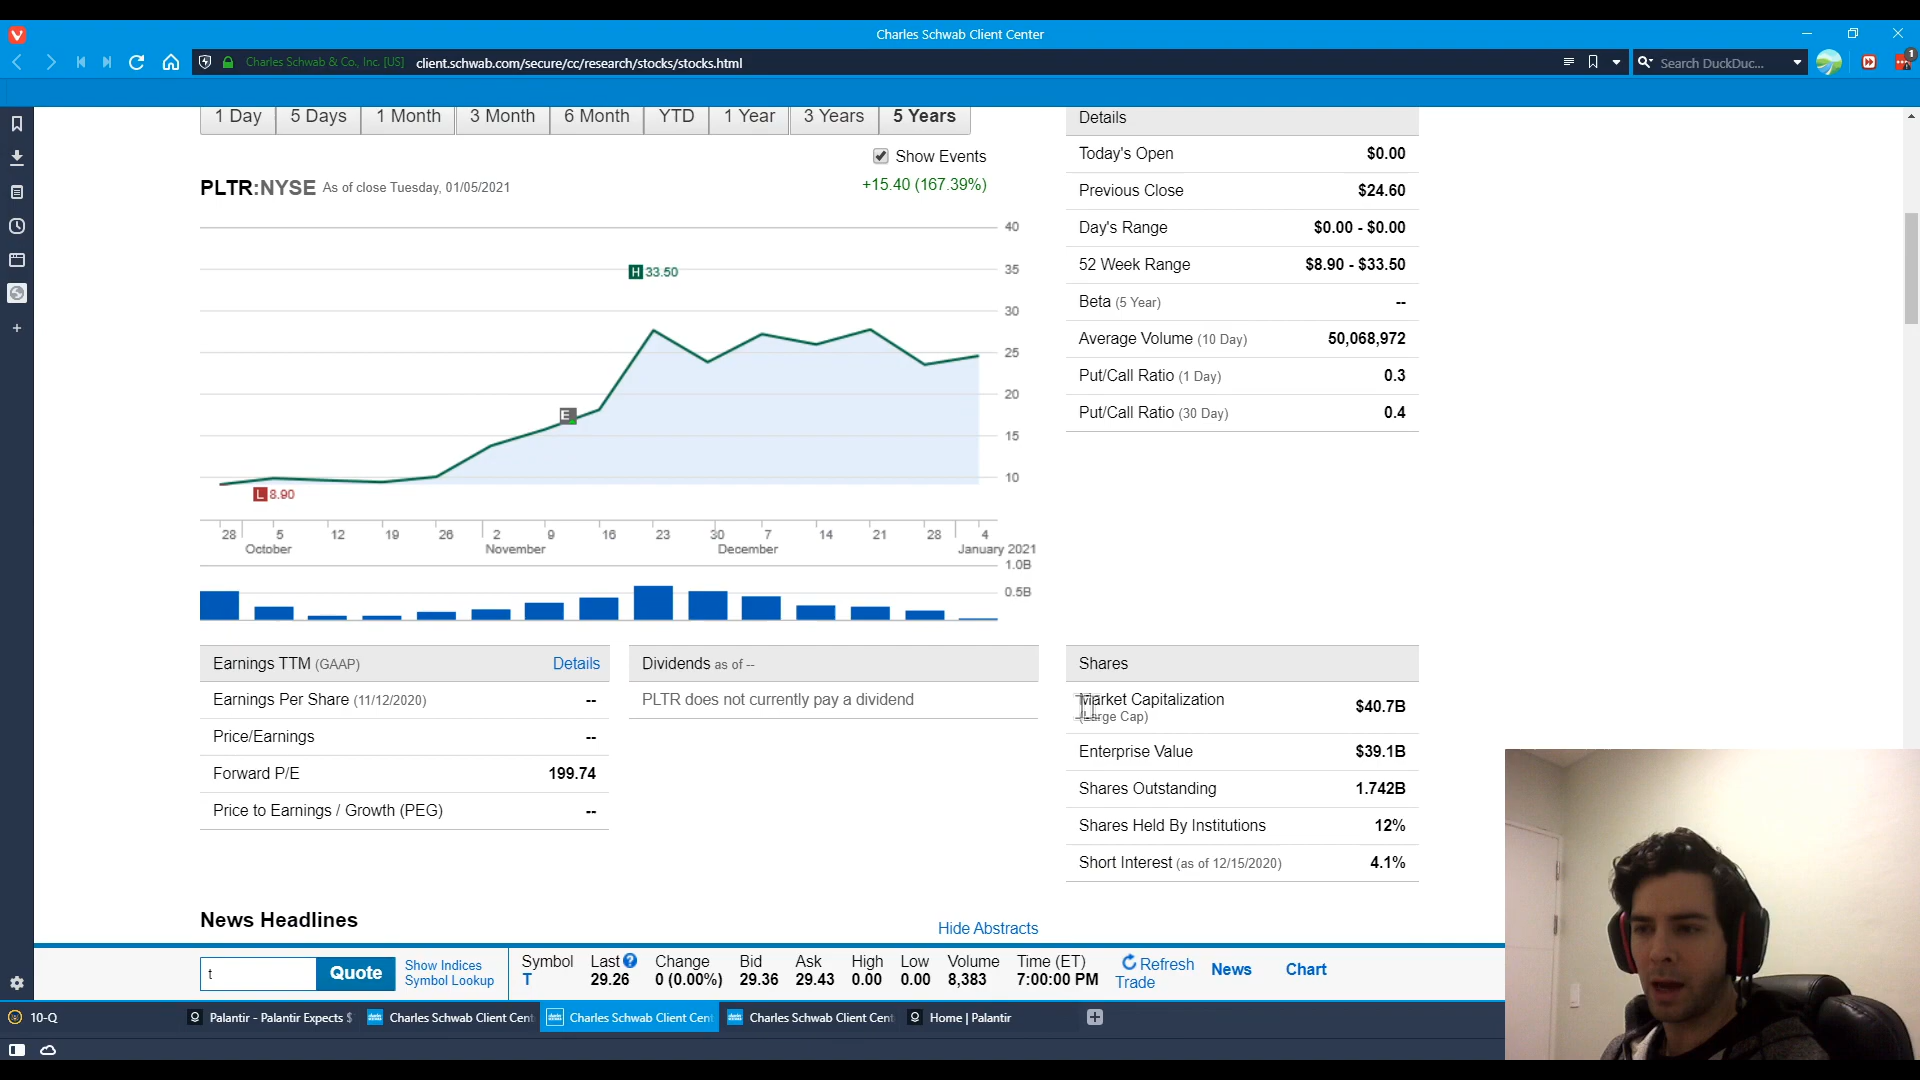 Charles Schwab Client Center
Charles Schwab & Co., Inc. [US] client.schwab.com/secure/cc/research/stocks/stocks.html
Search DuckDuc...
1
1 Day 5 Days 1 Month 3 Month 6 Month YTD 1 Year 3 Years 5 Years
Show Events
PLTR:NYSE As of close Tuesday, 01/05/2021
+15.40 (167.39%)
40
H 33.50
35
30
25
20
E
15
10
L 8.90
28 5 12 19 26 2 9 16 23 30 7 14 21 28 4
October November December January 2021
1.0B
0.5B
Details
Today's Open $0.00
Previous Close $24.60
Day's Range $0.00 - $0.00
52 Week Range $8.90 - $33.50
Beta (5 Year) --
Average Volume (10 Day) 50,068,972
Put/Call Ratio (1 Day) 0.3
Put/Call Ratio (30 Day) 0.4
Earnings TTM (GAAP) Details
Earnings Per Share (11/12/2020) --
Price/Earnings --
Forward P/E 199.74
Price to Earnings / Growth (PEG) --
Dividends as of --
PLTR does not currently pay a dividend
Shares
Market Capitalization $40.7B
(Large Cap)
Enterprise Value $39.1B
Shares Outstanding 1.742B
Shares Held By Institutions 12%
Short Interest (as of 12/15/2020) 4.1%
News Headlines
Hide Abstracts
t Quote
Show Indices
Symbol Lookup
Symbol Last ? Change Bid Ask High Low Volume Time (ET) Refresh News Chart
T 29.26 0 (0.00%) 29.36 29.43 0.00 0.00 8,383 7:00:00 PM Trade
10-Q Palantir - Palantir Expects $ Charles Schwab Client Cent Charles Schwab Client Cent Charles Schwab Client Cent Home | Palantir